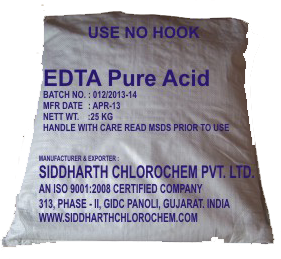 USE NO HOOK
EDTA Pure Acid
BATCH NO. : 012/2013-14
MFR DATE : APR-13
NETT WT. :25 KG
HANDLE WITH CARE READ MSDS PRIOR TO USE
MANUFACTURER & EXPORTER :
SIDDHARTH CHLOROCHEM PVT. LTD.
AN ISO 9001:2008 CERTIFIED COMPANY
313, PHASE - II, GIDC PANOLI, GUJARAT. INDIA
WWW.SIDDHARTHCHLOROCHEM.COM